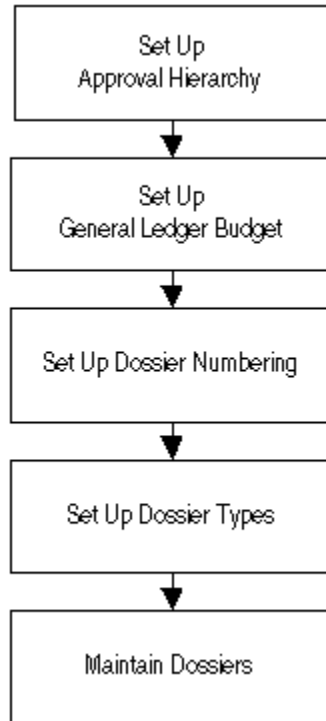 Set Up
Approval Hierarchy
Set Up
General Ledger Budget
Set Up Dossier Numbering
Set Up Dossier Types
Maintain Dossiers